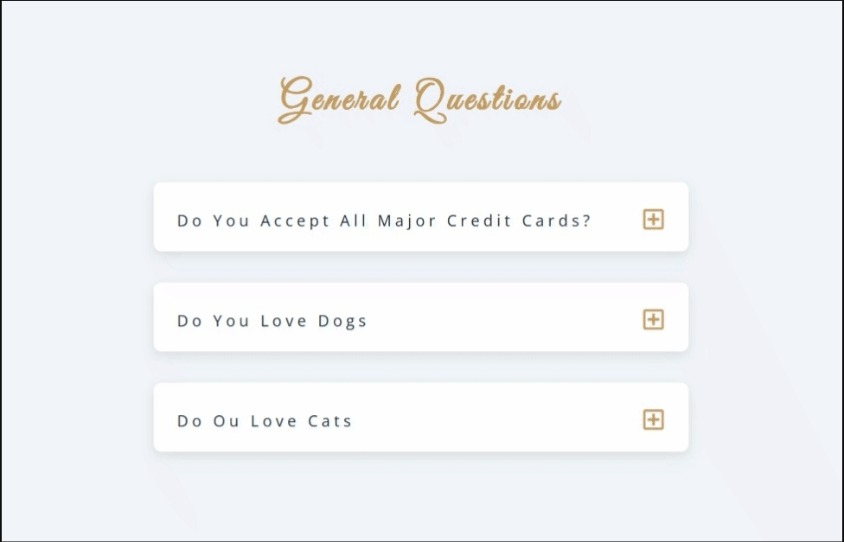 General Questions
Do You Accept All Major Credit Cards?
Do You Love Dogs
Do Ou Love Cats